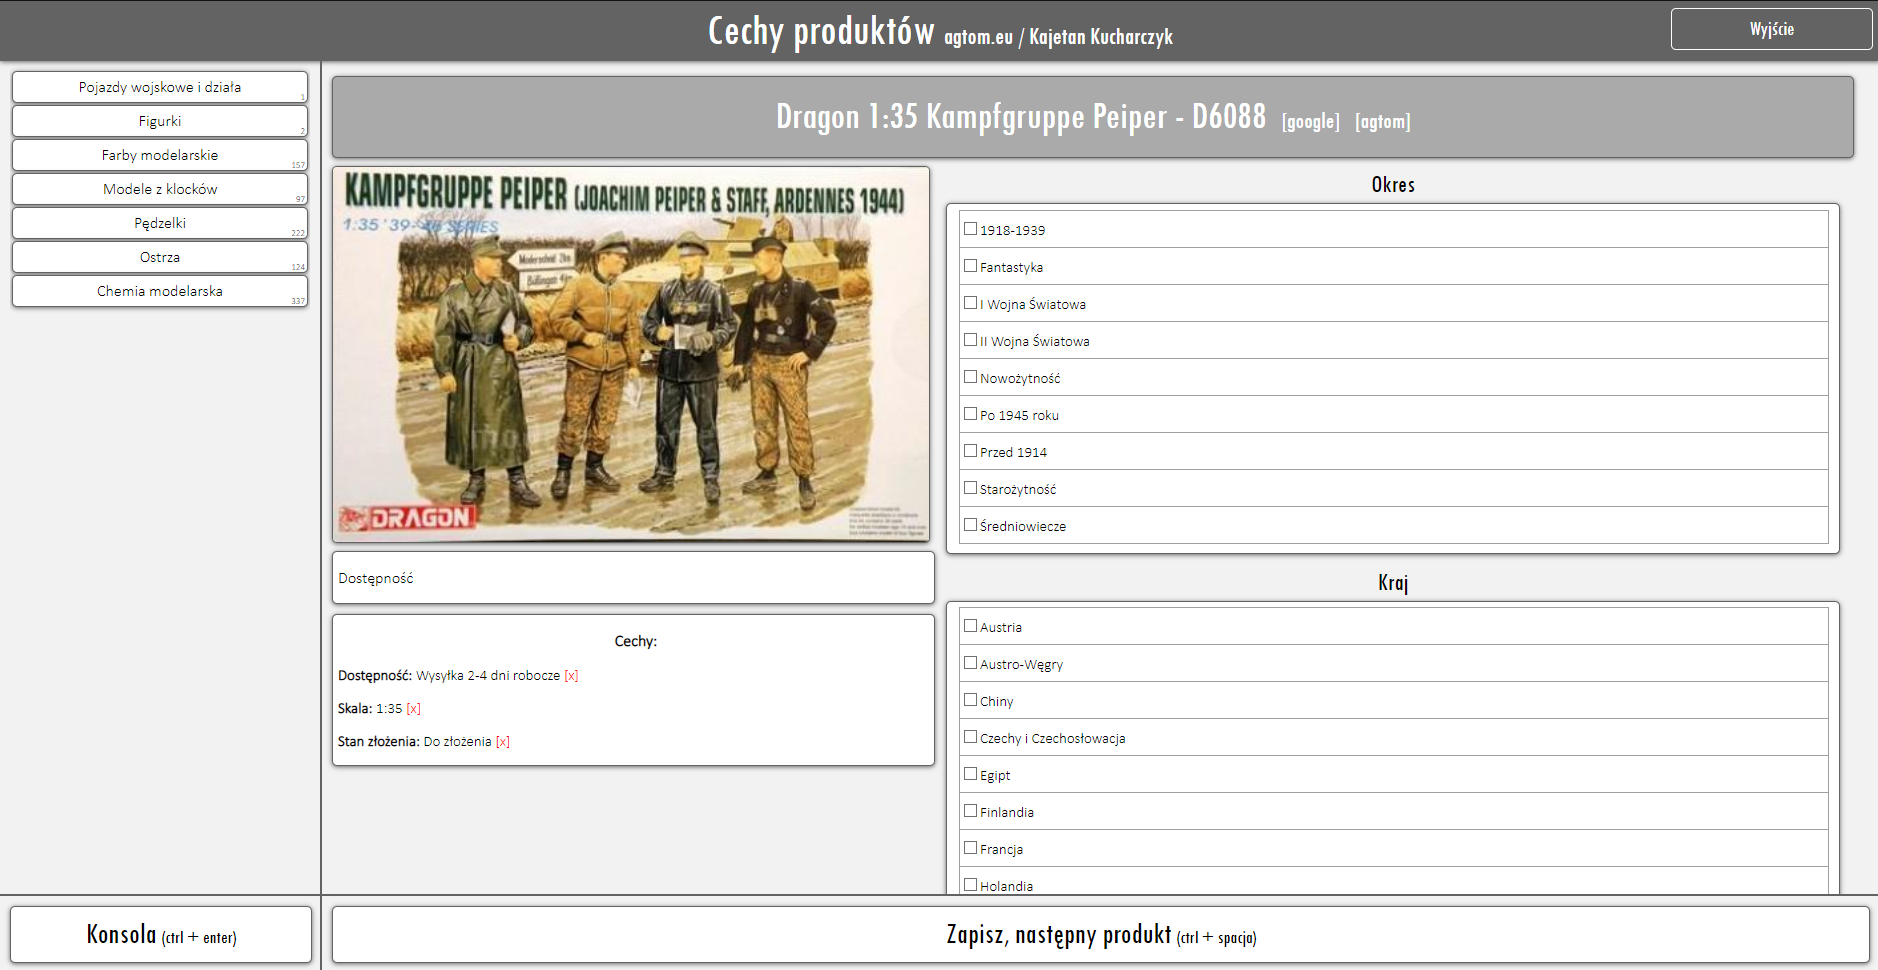 Cechy produktów agtom.eu / Kajetan Kucharczyk
Wyjście
Pojazdy wojskowe i działa
1
Figurki
2
Farby modelarskie
157
Modele z klocków
97
Pędzelki
222
Ostrza
124
Chemia modelarska
337
Dragon 1:35 Kampfgruppe Peiper - D6088 [google] [agtom]
KAMPFGRUPPE PEIPER (JOACHIM PEIPER & STAFF, ARDENNES 1944)
1:35 '39-'45 SERIES
DRAGON
Dostępność
Cechy:
Dostępność: Wysyłka 2-4 dni robocze [x]
Skala: 1:35 [x]
Stan złożenia: Do złożenia [x]
Okres
1918-1939
Fantastyka
I Wojna Światowa
II Wojna Światowa
Nowożytność
Po 1945 roku
Przed 1914
Starożytność
Średniowiecze
Kraj
Austria
Austro-Węgry
Chiny
Czechy i Czechosłowacja
Egipt
Finlandia
Francja
Holandia
Konsola (ctrl + enter)
Zapisz, następny produkt (ctrl + spacja)